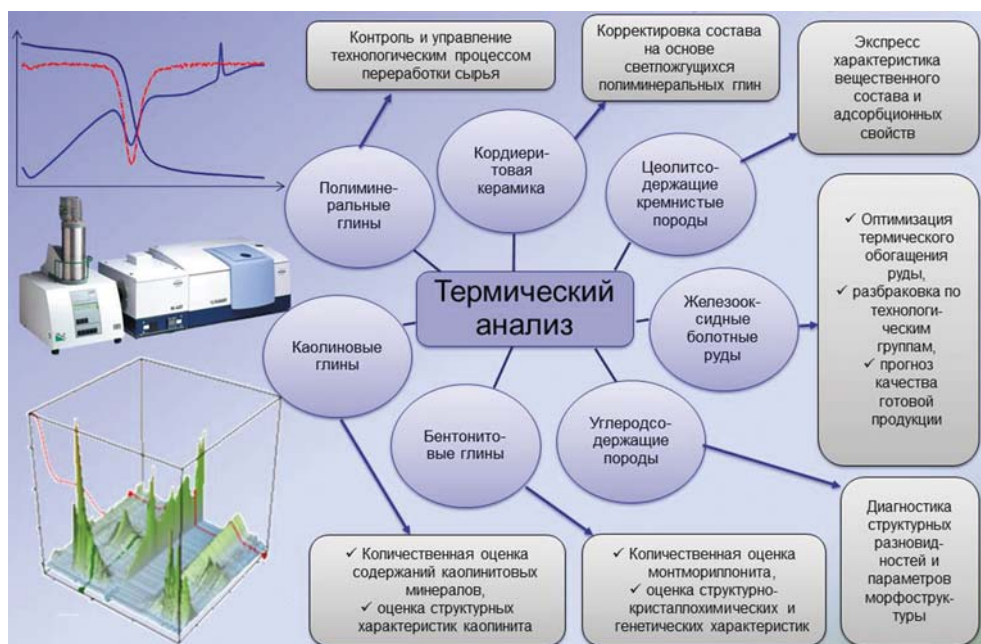 Контроль и управление
технологическим процессом
переработки сырья
Корректировка состава
на основе
светложгущихся
полиминеральных глин
Экспресс
характеристика
вещественного
состава и
адсорбционных
свойств
Полимине-
ральные
глины
Кордиери-
товая
керамика
Цеолитсо-
держащие
кремнистые
породы
✓ Оптимизация
термического
обогащения
руды,
✓ разбраковка по
технологи-
ческим
группам,
✓ прогноз
качества
готовой
продукции
Термический
анализ
Железоок-
сидные
болотные
руды
Каолиновые
глины
Бентонито-
вые глины
Углеродсо-
держащие
породы
✓ Количественная оценка
содержаний каолинитовых
минералов,
✓ оценка структурных
характеристик каолинита
✓ Количественная оценка
монтмориллонита,
✓ оценка структурно-
кристаллохимических и
генетических характеристик
Диагностика
структурных
разновид-
ностей и
параметров
морфострук-
туры